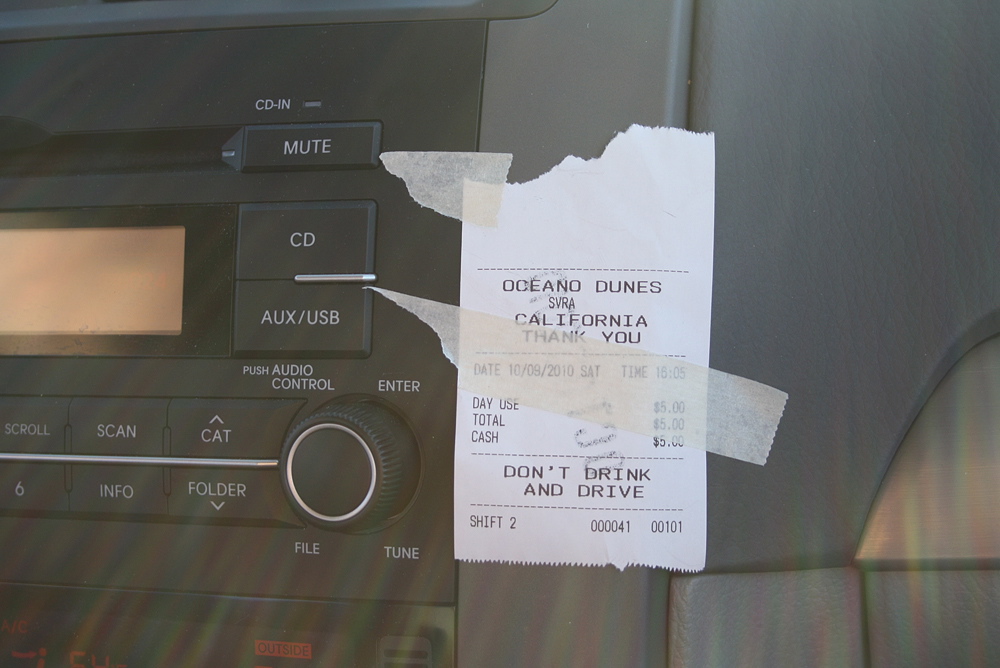 CD-IN
MUTE
CD
AUX/USB
PUSH AUDIO
CONTROL
ENTER
SCROLL
SCAN
CAT
6
INFO
FOLDER
FILE
TUNE
A/C
OUTSIDE
OCEANO DUNES
SVRA
CALIFORNIA
THANK YOU
DATE 10/09/2010 SAT TIME 16:05
DAY USE $5.00
TOTAL $5.00
CASH $5.00
DON'T DRINK
AND DRIVE
SHIFT 2 000041 00101